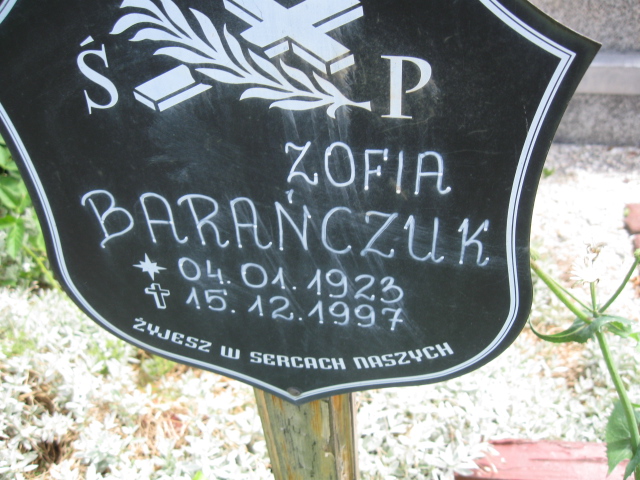 Ś P
ZOFIA
BARAŃCZUK
04.01.1923
15.12.1997
ŻYJESZ W SERCACH NASZYCH